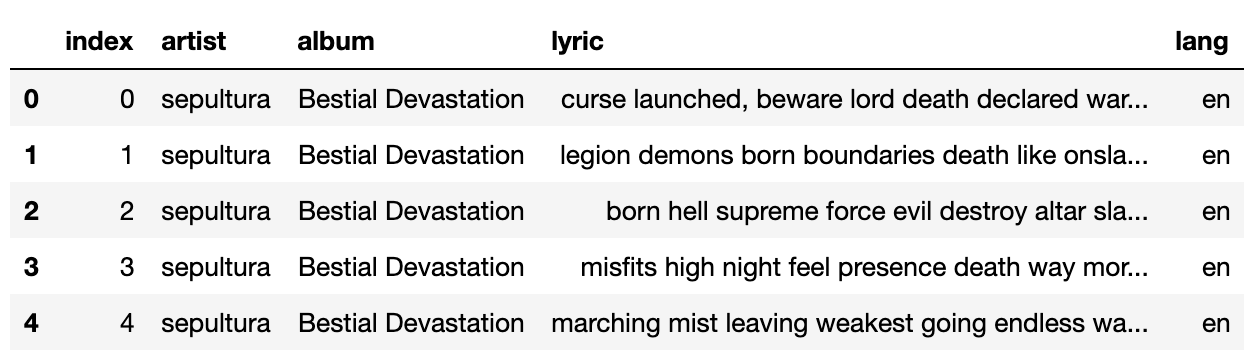 index artist album lyric lang
0 0 sepultura Bestial Devastation curse launched, beware lord death declared war... en
1 1 sepultura Bestial Devastation legion demons born boundaries death like onsla... en
2 2 sepultura Bestial Devastation born hell supreme force evil destroy altar sla... en
3 3 sepultura Bestial Devastation misfits high night feel presence death way mor... en
4 4 sepultura Bestial Devastation marching mist leaving weakest going endless wa... en